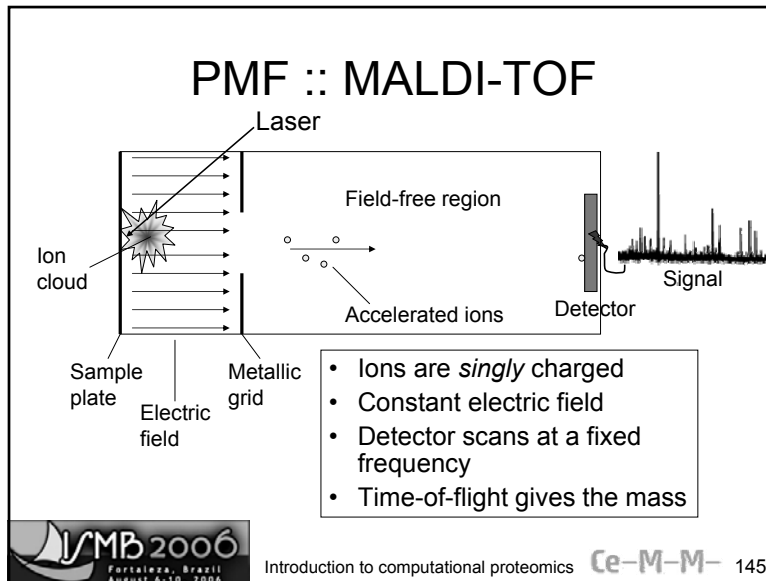 PMF :: MALDI-TOF
Laser
Field-free region
Ion
cloud
Accelerated ions
Detector
Signal
Sample
plate
Electric
field
Metallic
grid
• Ions are singly charged
• Constant electric field
• Detector scans at a fixed
frequency
• Time-of-flight gives the mass
ISMB 2006
Fortaleza, Brazil
August 6-10, 2006
Introduction to computational proteomics
Ce-M-M-
145